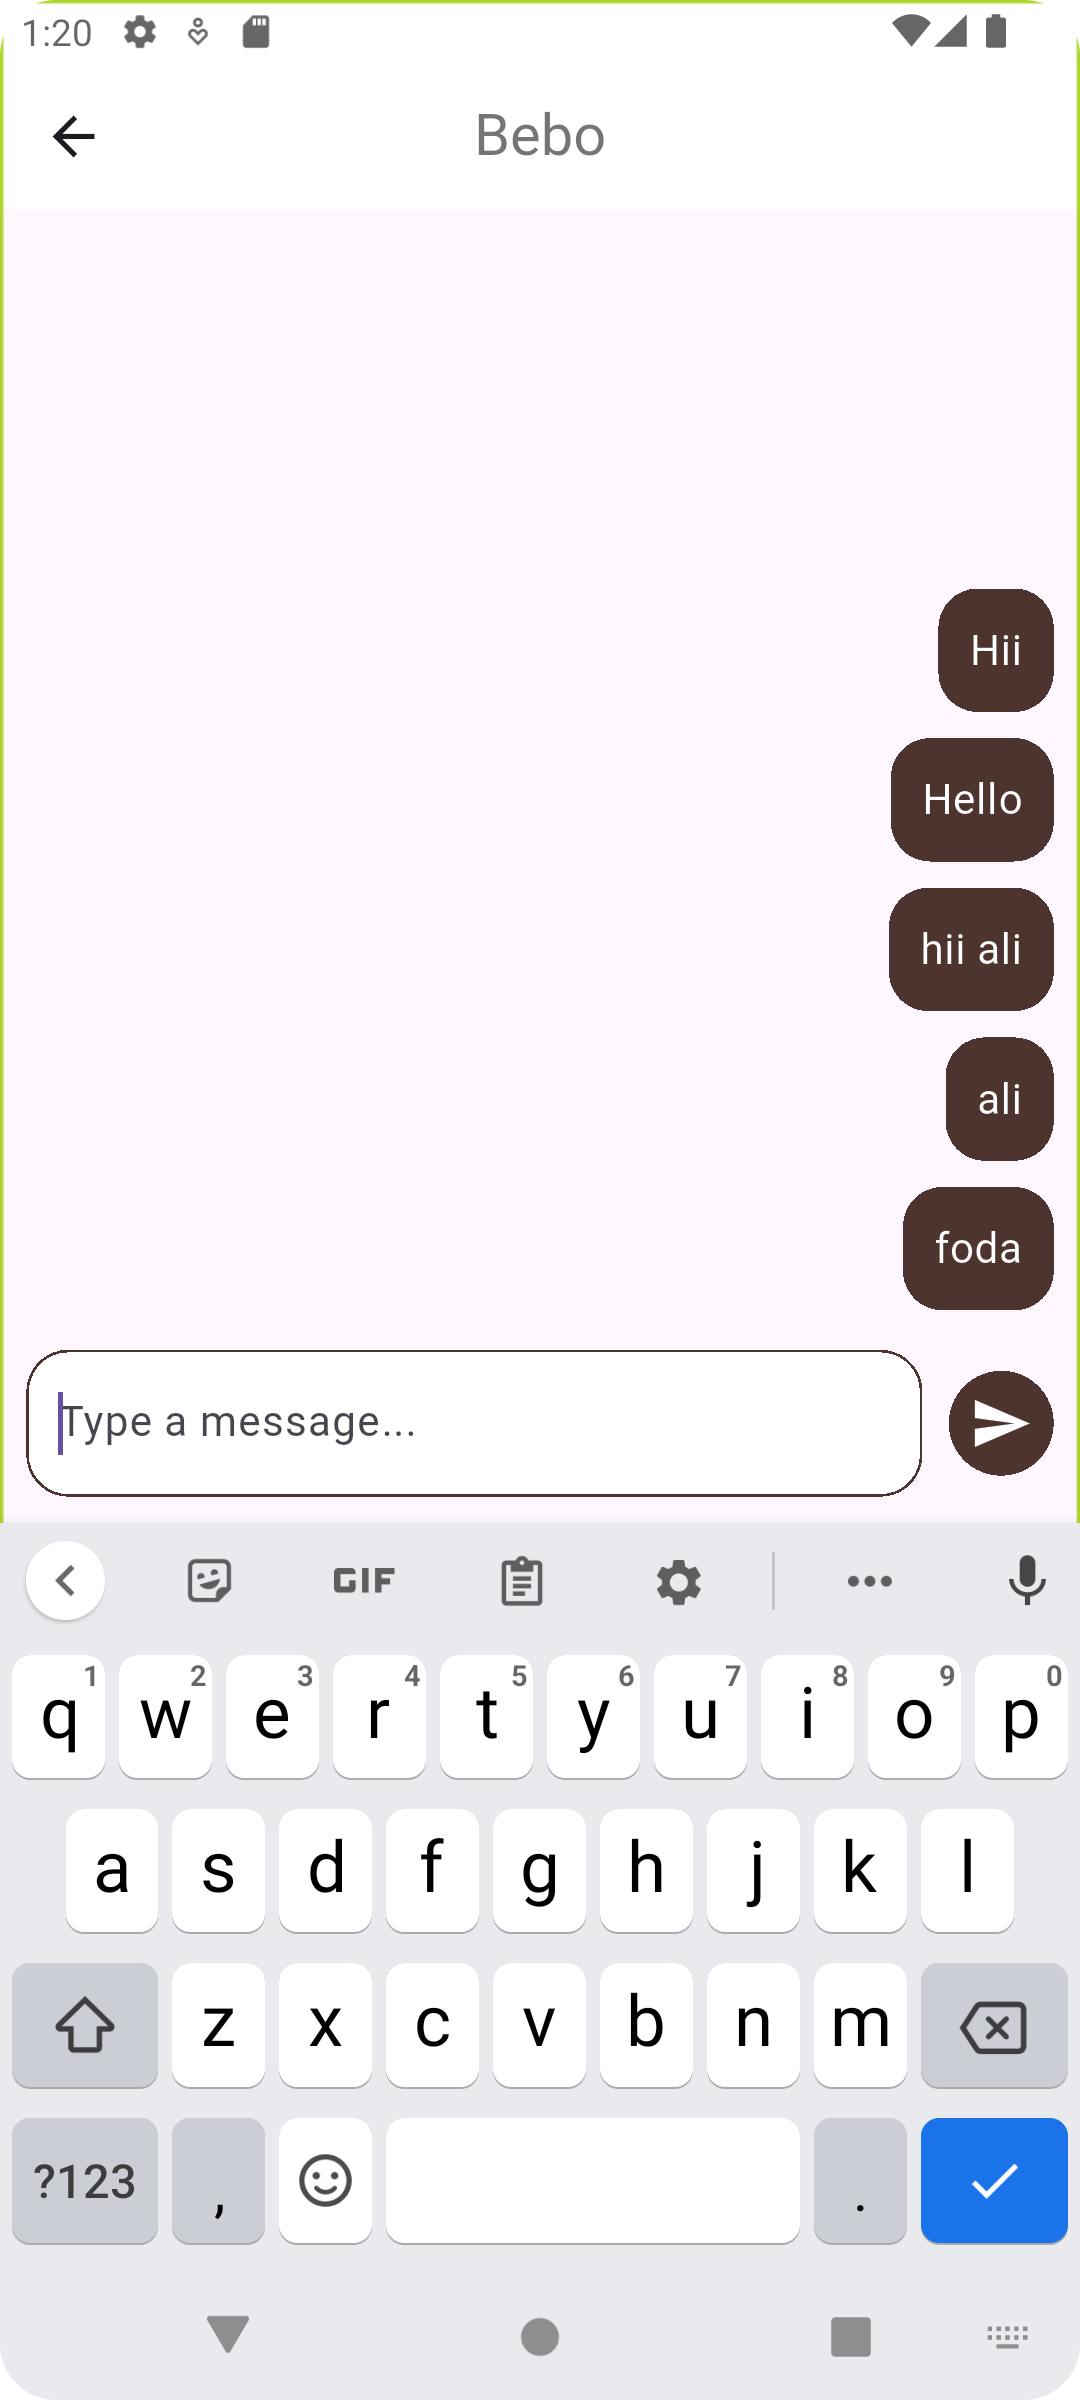 1:20
Bebo
Hii
Hello
hii ali
ali
foda
Type a message...
GIF
q 1 w 2 e 3 r 4 t 5 y 6 u 7 i 8 o 9 p 0
a s d f g h j k l
z x c v b n m
?123 , .